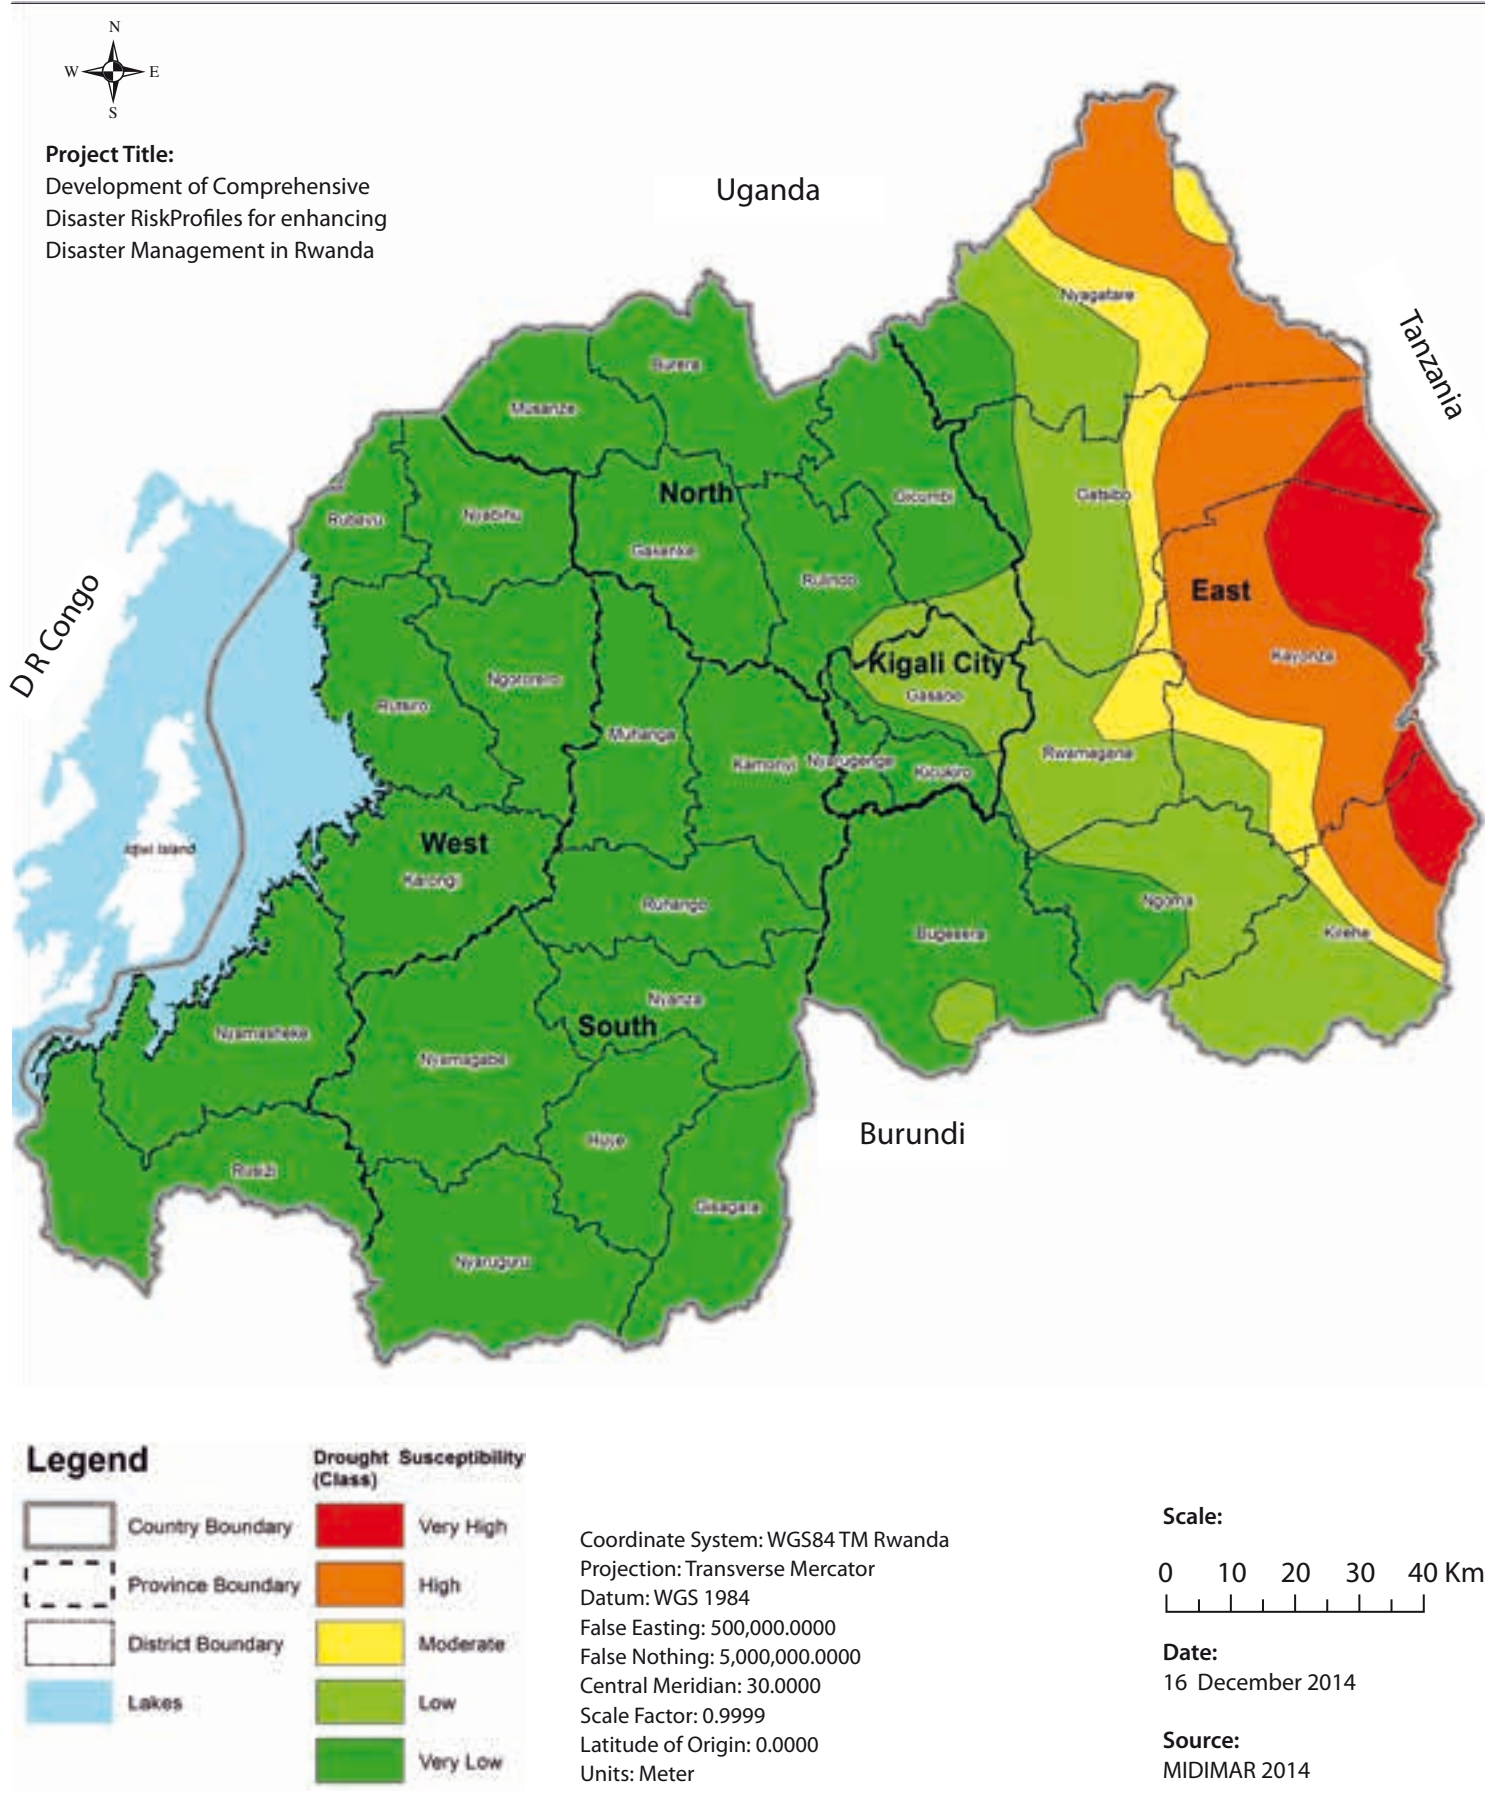 N
W E
S
Project Title:
Development of Comprehensive
Disaster RiskProfiles for enhancing
Disaster Management in Rwanda
Uganda
Tanzania
D R Congo
Burundi
Nyagatare
Burera
Musanze
North
Gicumbi
Gatsibo
Rubavu
Nyabihu
Gakenke
Rulindo
East
Kayonza
Kigali City
Gasabo
Ngororero
Rutsiro
Muhanga
Kamonyi
Nyarugenge
Kicukiro
Rwamagana
Idjwi Island
West
Karongi
Ruhango
Ngoma
Bugesera
Kirehe
Nyanza
South
Nyamasheke
Nyamagabe
Huye
Rusizi
Gisagara
Nyaruguru
Legend
Country Boundary
Province Boundary
District Boundary
Lakes
Drought Susceptibility
(Class)
Very High
High
Moderate
Low
Very Low
Coordinate System: WGS84 TM Rwanda
Projection: Transverse Mercator
Datum: WGS 1984
False Easting: 500,000.0000
False Nothing: 5,000,000.0000
Central Meridian: 30.0000
Scale Factor: 0.9999
Latitude of Origin: 0.0000
Units: Meter
Scale:
0 10 20 30 40 Km
Date:
16 December 2014
Source:
MIDIMAR 2014